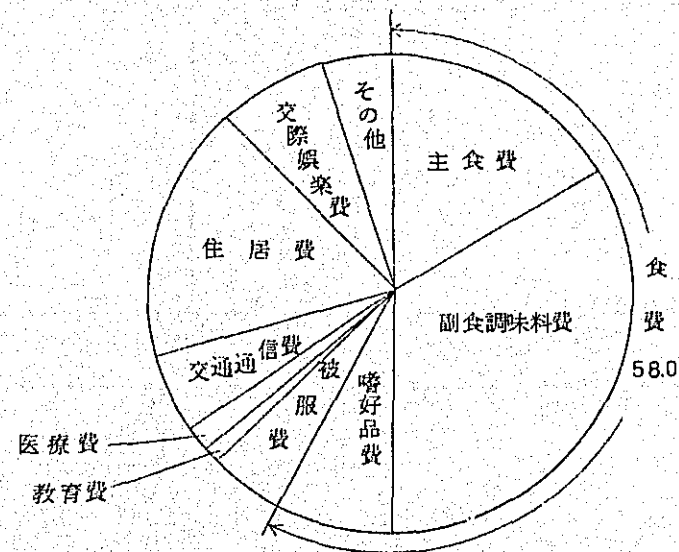 その他
交際娯楽費
主食費
住居費
食費
58.0
副食調味料費
交通通信費
被服費
嗜好品費
医療費
教育費